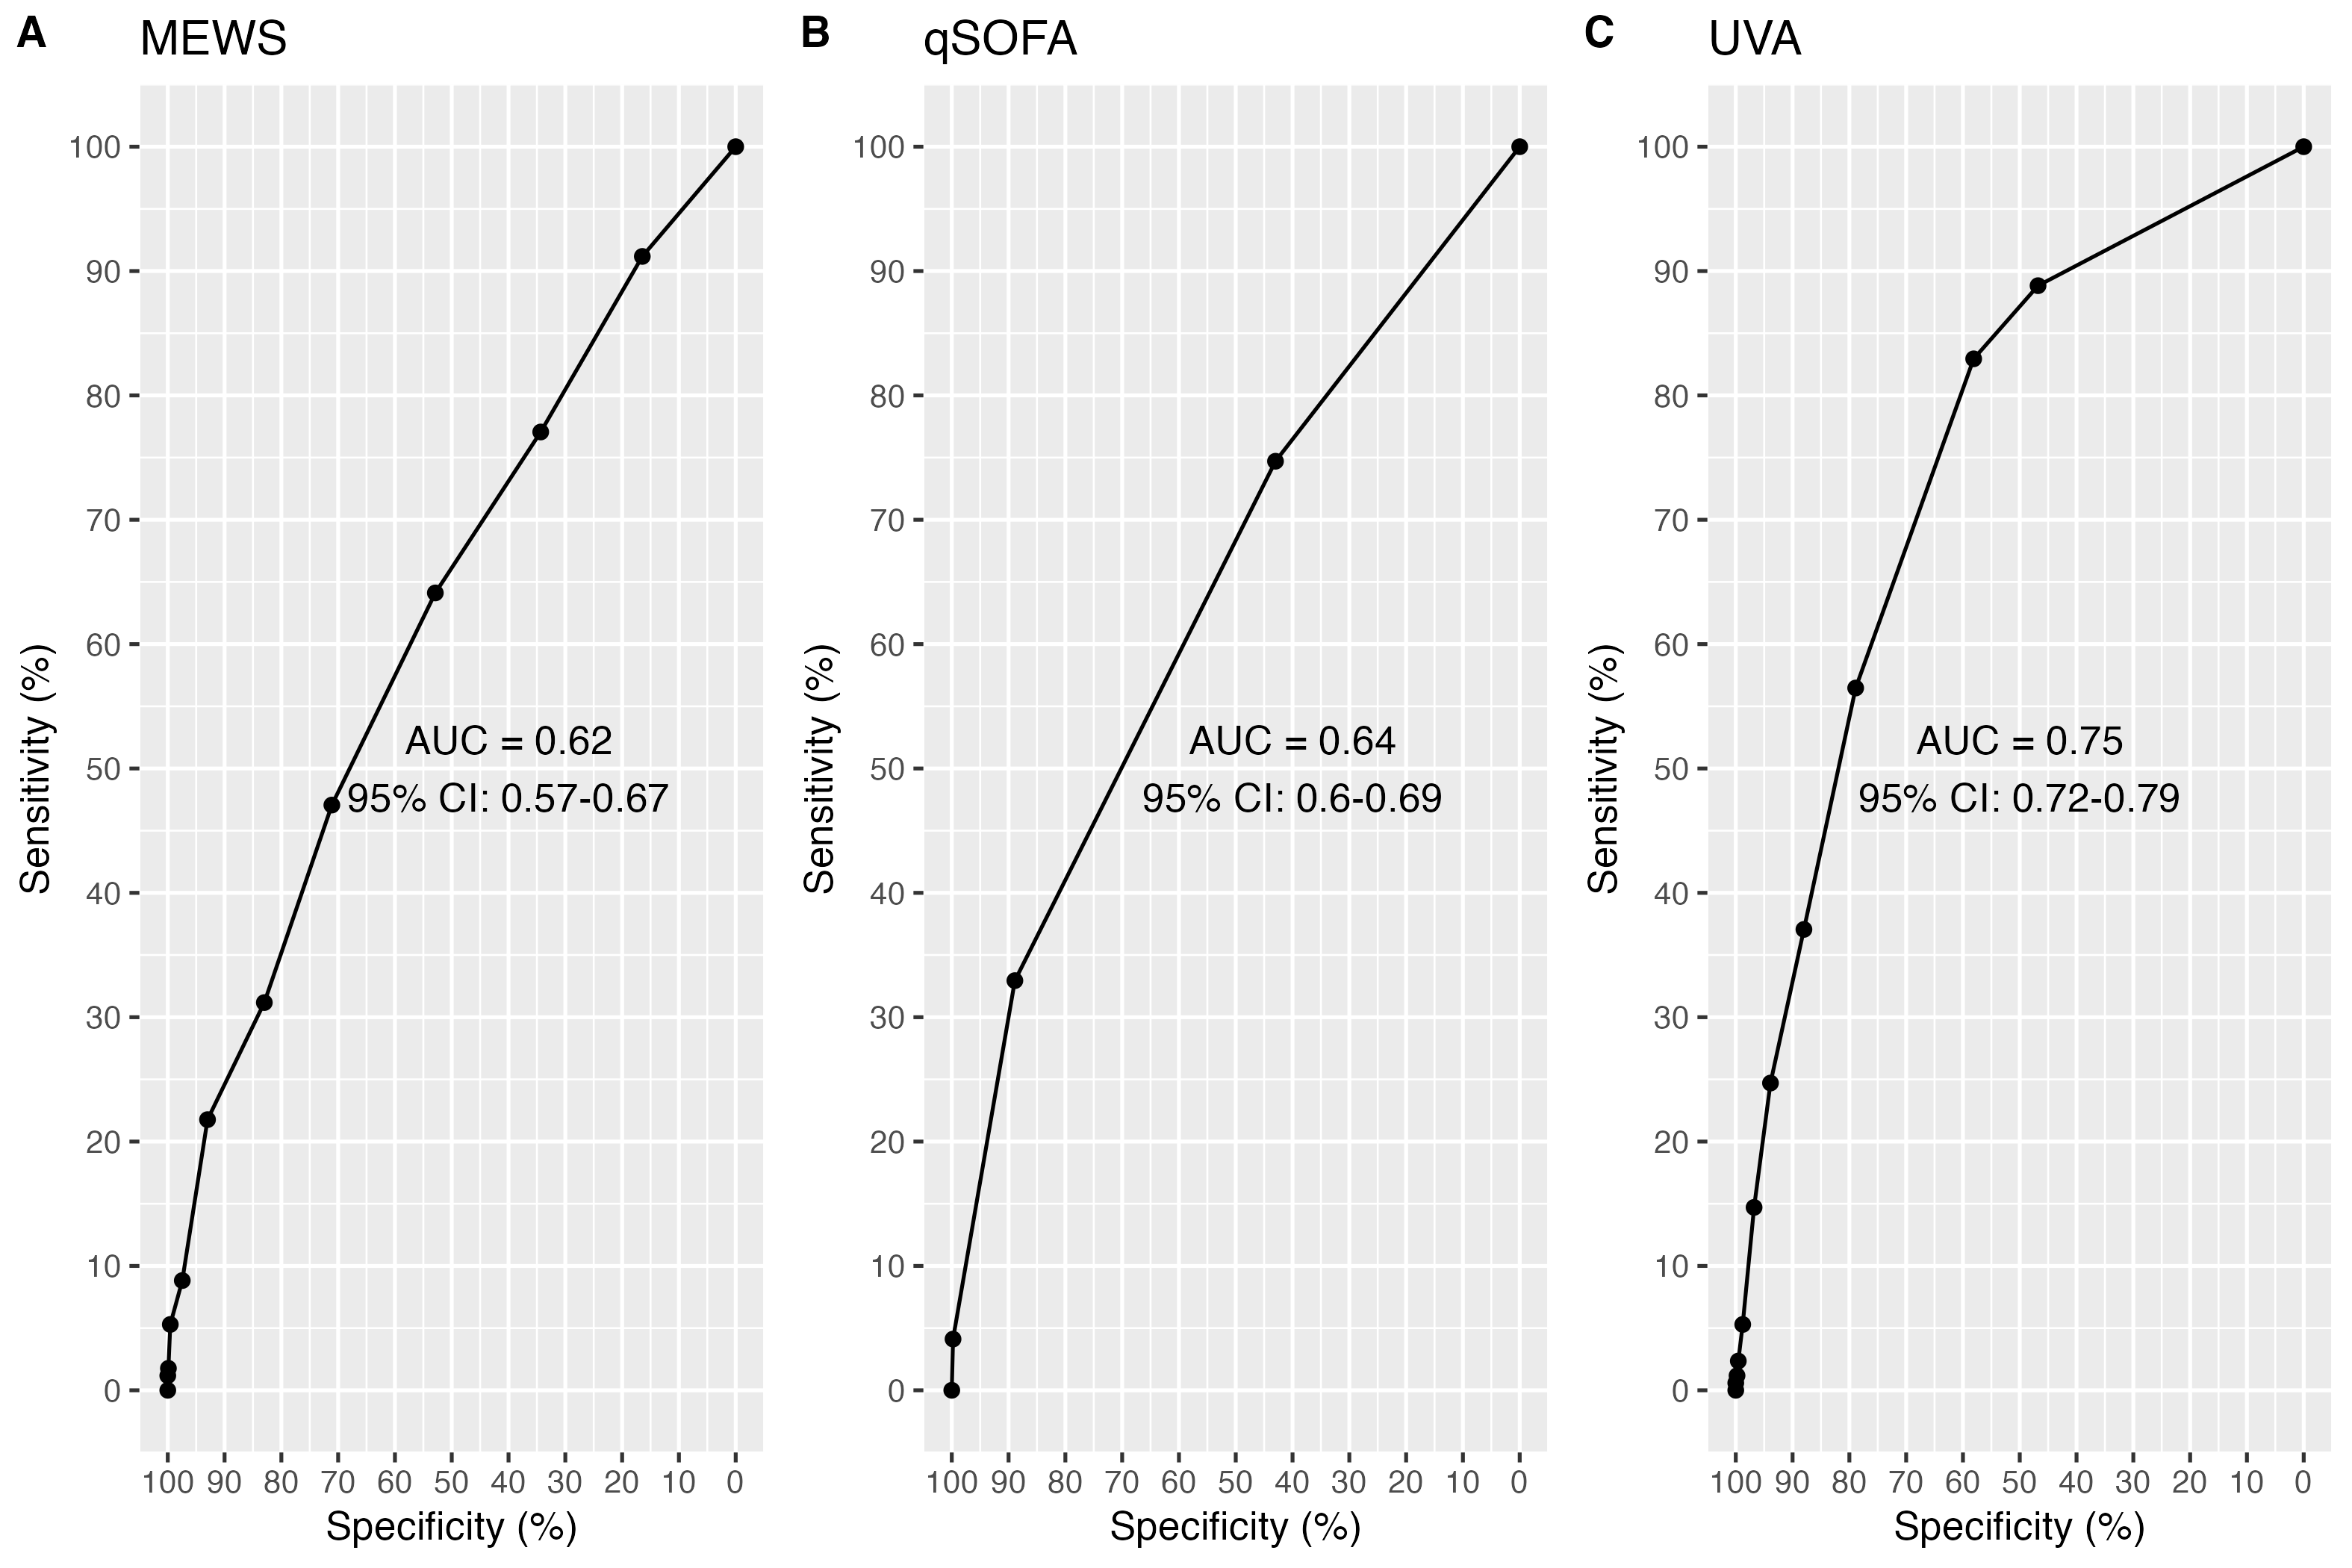 A MEWS
100
90
80
70
60
50
40
30
20
10
0
Sensitivity (%)
AUC = 0.62
95% CI: 0.57-0.67
100 90 80 70 60 50 40 30 20 10 0
Specificity (%)
B qSOFA
100
90
80
70
60
50
40
30
20
10
0
Sensitivity (%)
AUC = 0.64
95% CI: 0.6-0.69
100 90 80 70 60 50 40 30 20 10 0
Specificity (%)
C UVA
100
90
80
70
60
50
40
30
20
10
0
Sensitivity (%)
AUC = 0.75
95% CI: 0.72-0.79
100 90 80 70 60 50 40 30 20 10 0
Specificity (%)